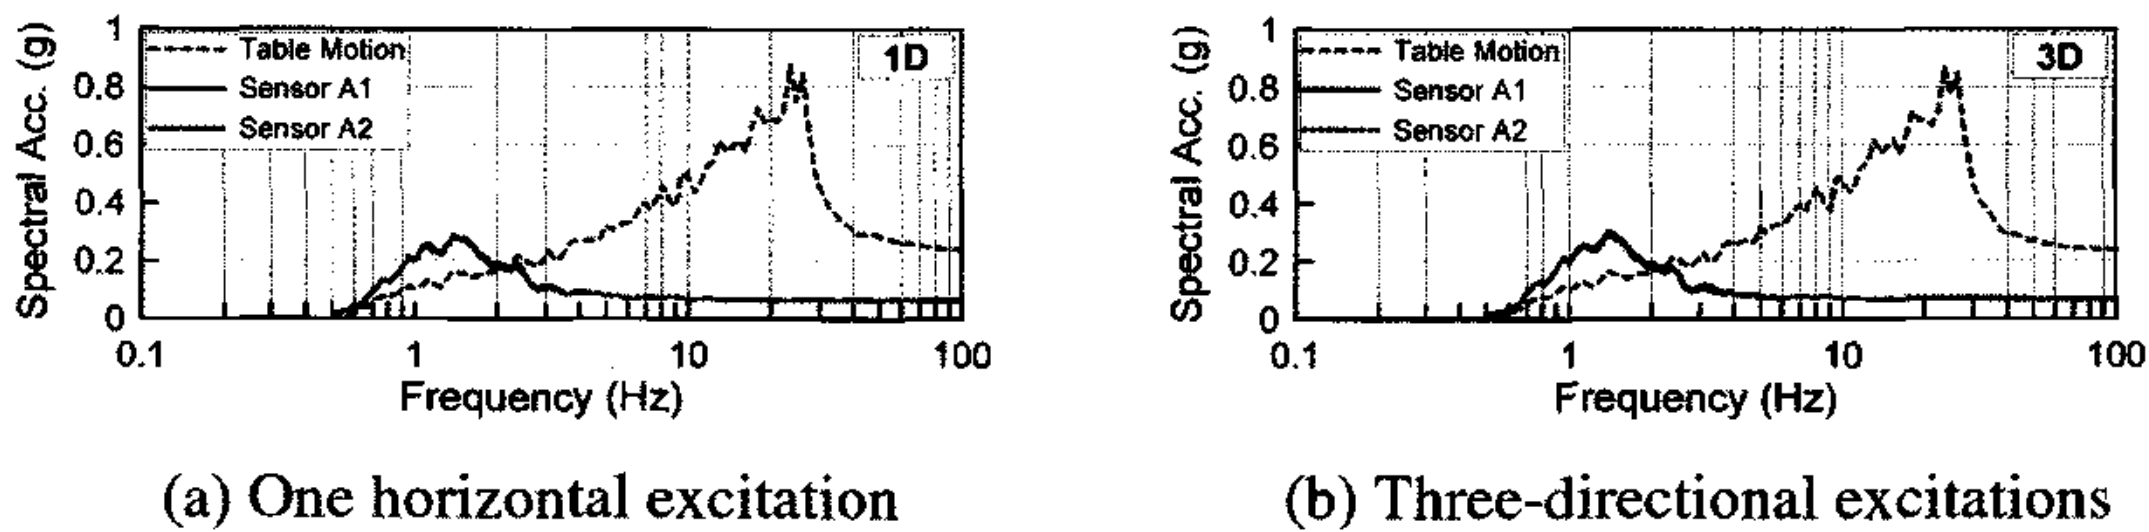 1
0.8
0.6
0.4
0.2
0
Spectral Acc. (g)
Table Motion
Sensor A1
Sensor A2
1D
0.1 1 10 100
Frequency (Hz)
(a) One horizontal excitation
1
0.8
0.6
0.4
0.2
0
Spectral Acc. (g)
Table Motion
Sensor A1
Sensor A2
3D
0.1 1 10 100
Frequency (Hz)
(b) Three-directional excitations